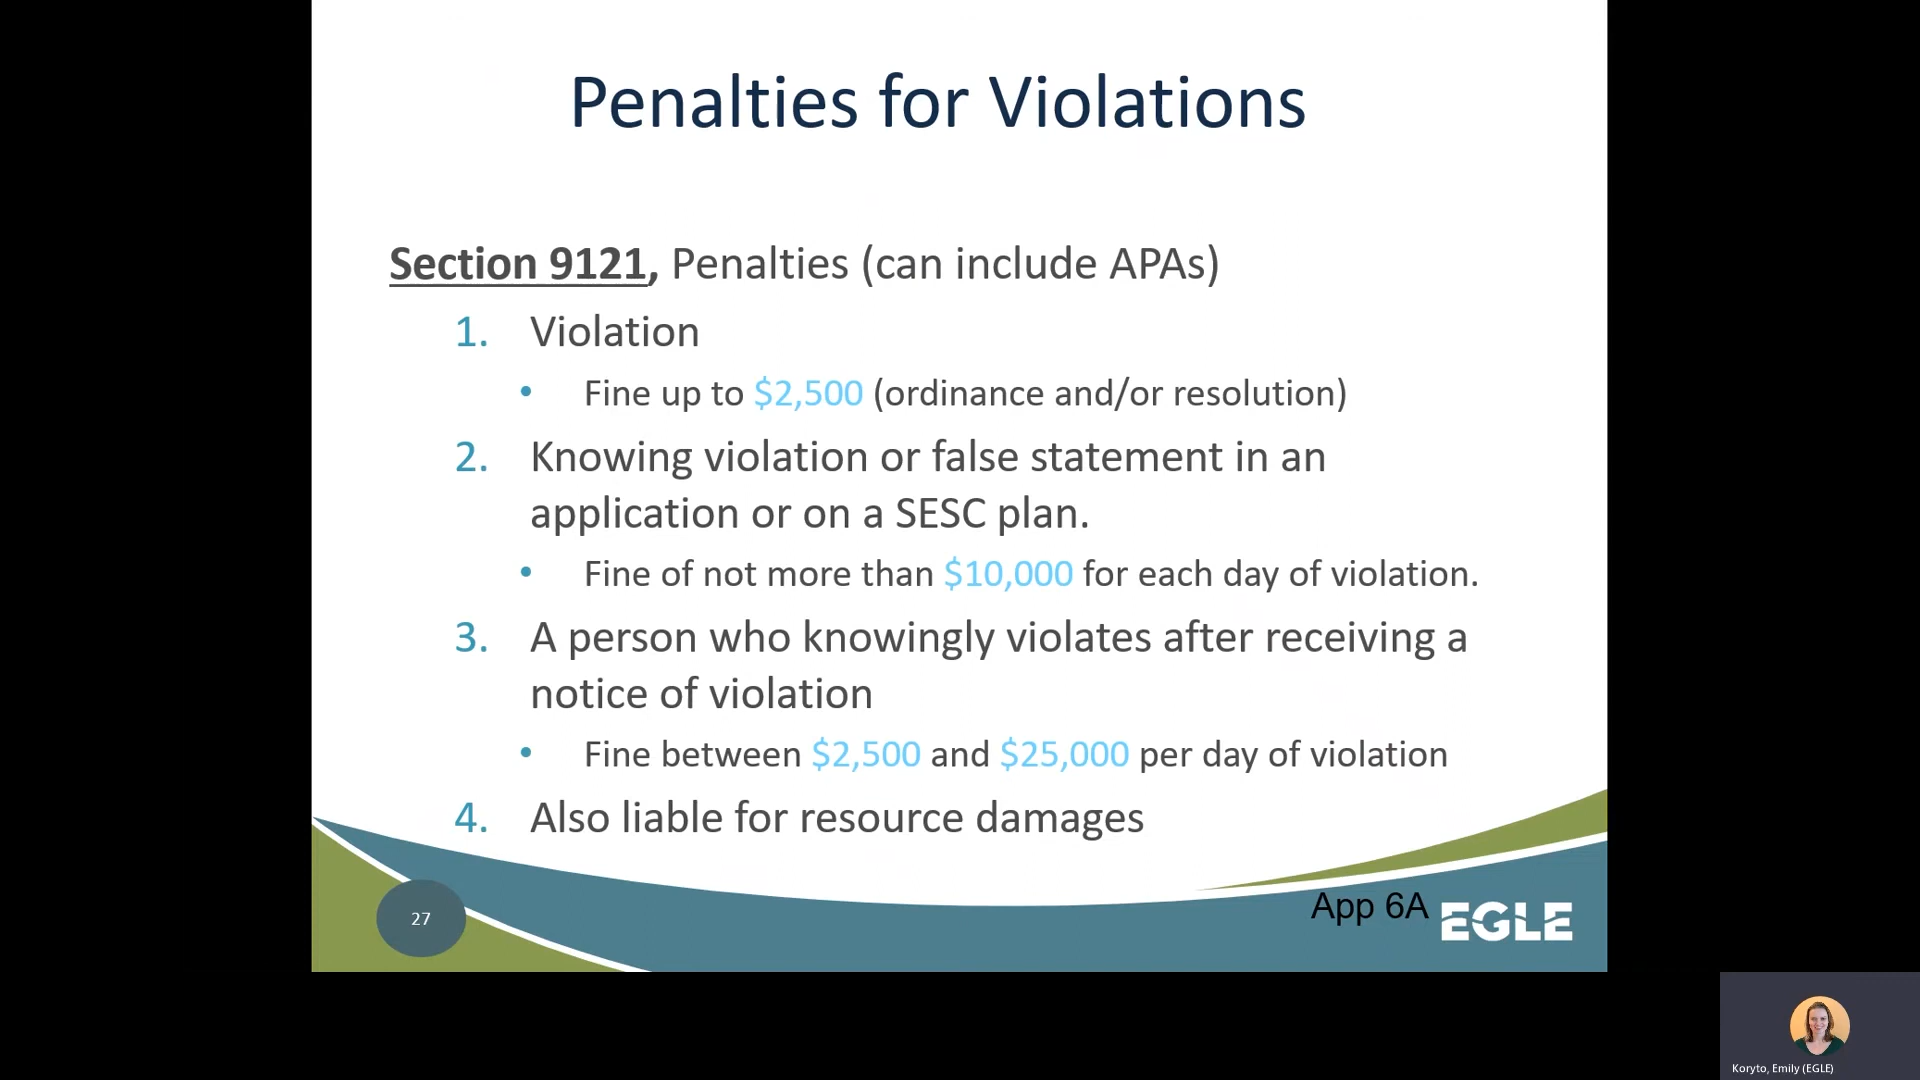 Penalties for Violations
Section 9121, Penalties (can include APAs)
1. Violation
• Fine up to $2,500 (ordinance and/or resolution)
2. Knowing violation or false statement in an
application or on a SESC plan.
• Fine of not more than $10,000 for each day of violation.
3. A person who knowingly violates after receiving a
notice of violation
• Fine between $2,500 and $25,000 per day of violation
4. Also liable for resource damages
27
App 6A
EGLE
Koryto, Emily (EGLE)